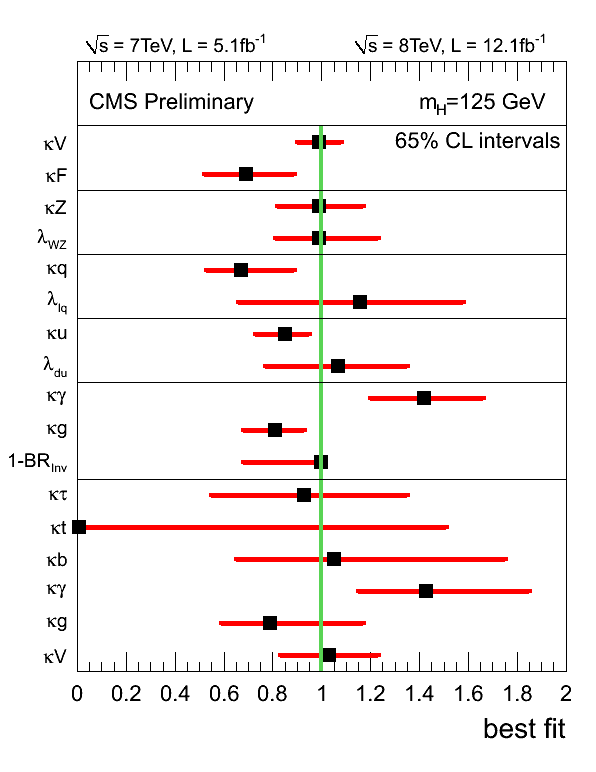 √s = 7TeV, L = 5.1fb⁻¹ √s = 8TeV, L = 12.1fb⁻¹
CMS Preliminary m_H=125 GeV
65% CL intervals
κV
κF
κZ
λ_WZ
κq
λ_lq
κu
λ_du
κγ
κg
1-BR_Inv
κτ
κt
κb
κγ
κg
κV
0 0.2 0.4 0.6 0.8 1 1.2 1.4 1.6 1.8 2
best fit